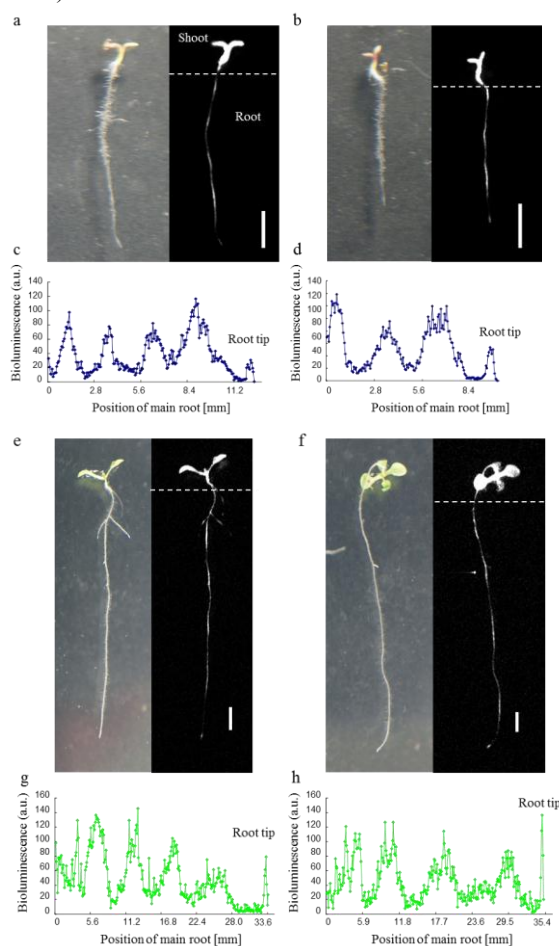 a
b
Shoot
Root
c
d
Bioluminescence (a.u.)
140
120
100
80
60
40
20
0
Root tip
0 2.8 5.6 8.4 11.2
Position of main root [mm]
Bioluminescence (a.u.)
140
120
100
80
60
40
20
0
Root tip
0 2.8 5.6 8.4
Position of main root [mm]
e
f
g
h
Bioluminescence (a.u.)
160
140
120
100
80
60
40
20
0
Root tip
0 5.6 11.2 16.8 22.4 28.0 33.6
Position of main root [mm]
Bioluminescence (a.u.)
160
140
120
100
80
60
40
20
0
Root tip
0 5.9 11.8 17.7 23.6 29.5 35.4
Position of main root [mm]